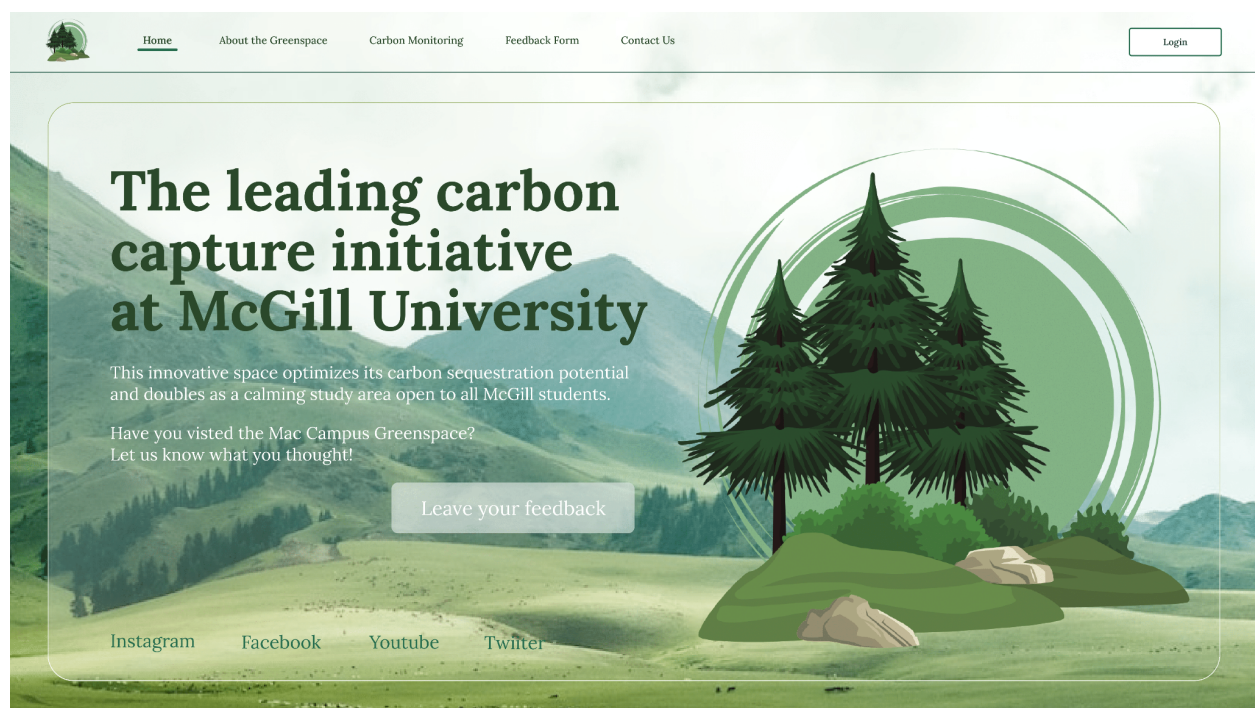 Home
About the Greenspace
Carbon Monitoring
Feedback Form
Contact Us
Login
The leading carbon
capture initiative
at McGill University
This innovative space optimizes its carbon sequestration potential
and doubles as a calming study area open to all McGill students.
Have you visted the Mac Campus Greenspace?
Let us know what you thought!
Leave your feedback
Instagram
Facebook
Youtube
Twiiter